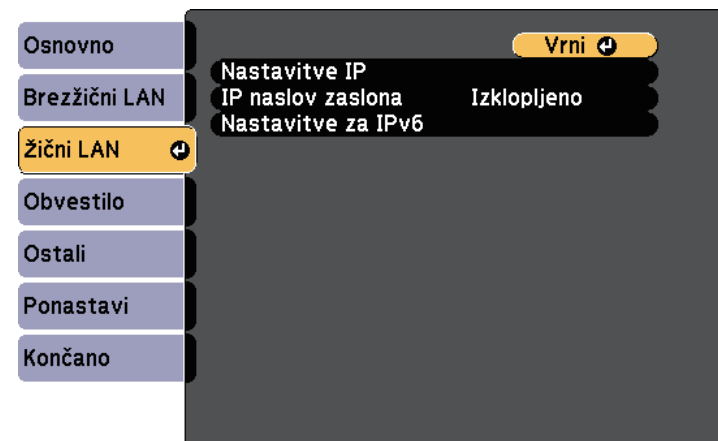 Osnovno
Brezžični LAN
Žični LAN
Obvestilo
Ostali
Ponastavi
Končano
Vrni
Nastavitve IP
IP naslov zaslona Izklopljeno
Nastavitve za IPv6